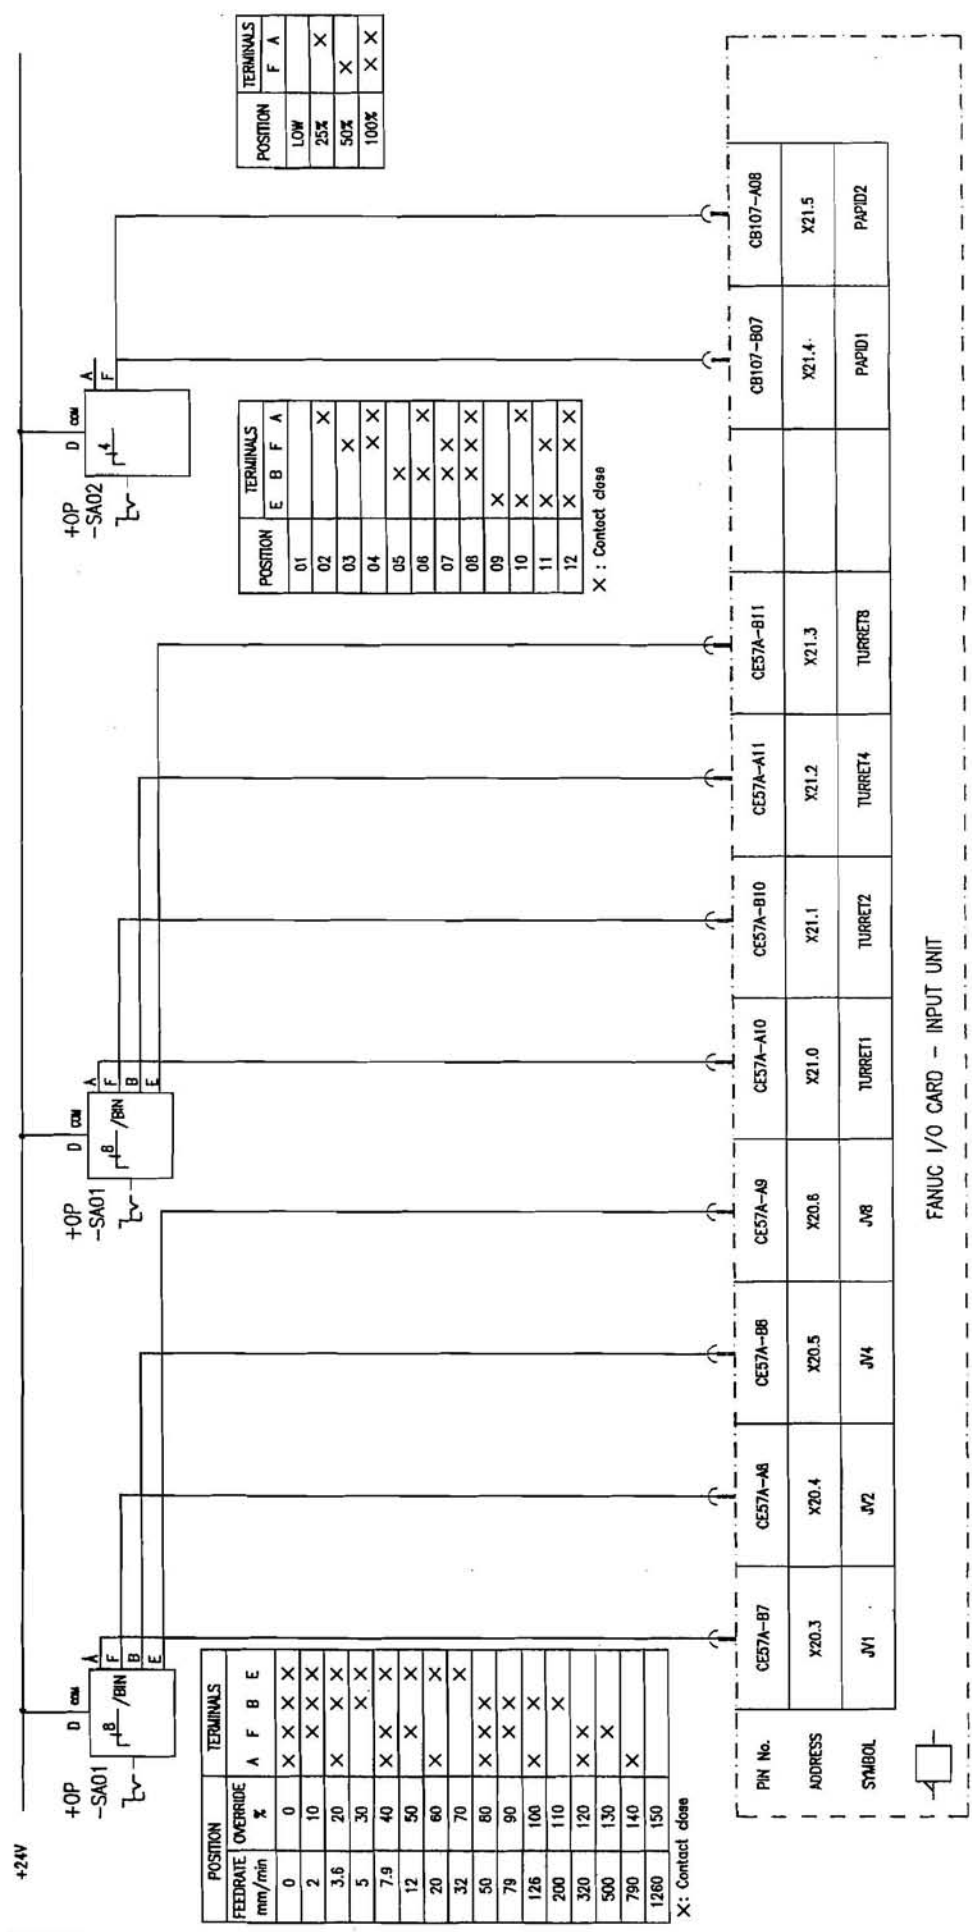 +24V
+OP
-SA01
D COM
8 /BIN
A
F
B
E
+OP
-SA01
D COM
8 /BIN
A
F
B
E
+OP
-SA02
D COM
4
A
F
POSITION TERMINALS
FEEDRATE OVERRIDE A F B E
mm/min %
0 0 X X X X
2 10 X X X
3.6 20 X X X
5 30 X X
7.9 40 X X X
12 50 X X
20 60 X X
32 70 X
50 80 X X X
79 90 X X
126 100 X X
200 110 X
320 120 X X
500 130 X
790 140 X
1260 150
X: Contact close
POSITION TERMINALS
E B F A
01
02 X
03 X
04 X X
05 X
06 X X
07 X X
08 X X X
09 X
10 X X
11 X X
12 X X X
X : Contact close
POSITION TERMINALS
F A
LOW
25% X
50% X
100% X X
PIN No. CE57A-B7 CE57A-A8 CE57A-B8 CE57A-A9 CE57A-A10 CE57A-B10 CE57A-A11 CE57A-B11 CB107-B07 CB107-A08
ADDRESS X20.3 X20.4 X20.5 X20.6 X21.0 X21.1 X21.2 X21.3 X21.4 X21.5
SYMBOL JV1 JV2 JV4 JV8 TURRET1 TURRET2 TURRET4 TURRET8 PAPID1 PAPID2
FANUC I/O CARD - INPUT UNIT